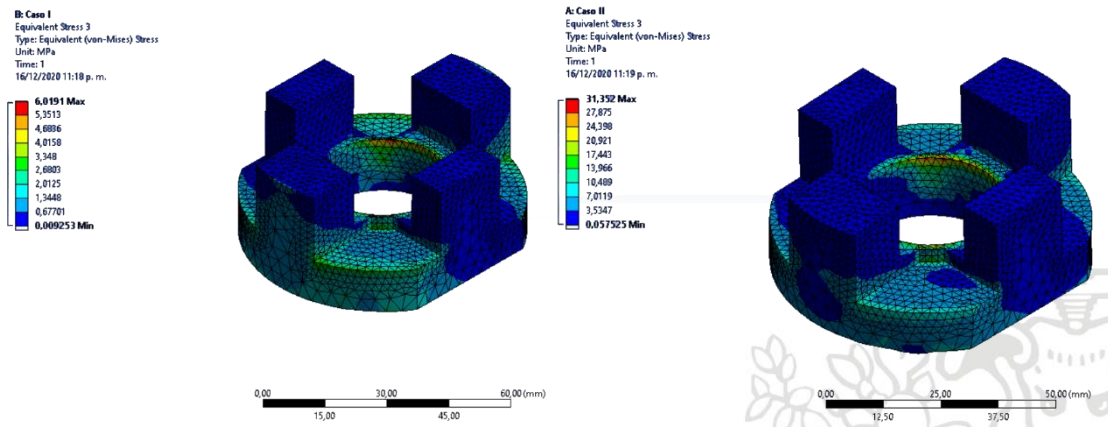 B: Caso I
Equivalent Stress 3
Type: Equivalent (von-Mises) Stress
Unit: MPa
Time: 1
16/12/2020 11:18 p. m.
6,0191 Max
5,3513
4,6836
4,0158
3,348
2,6803
2,0125
1,3448
0,67701
0,009253 Min
0,00 30,00 60,00 (mm)
15,00 45,00
A: Caso II
Equivalent Stress 3
Type: Equivalent (von-Mises) Stress
Unit: MPa
Time: 1
16/12/2020 11:19 p. m.
31,352 Max
27,875
24,398
20,921
17,443
13,966
10,489
7,0119
3,5347
0,057525 Min
0,00 25,00 50,00 (mm)
12,50 37,50